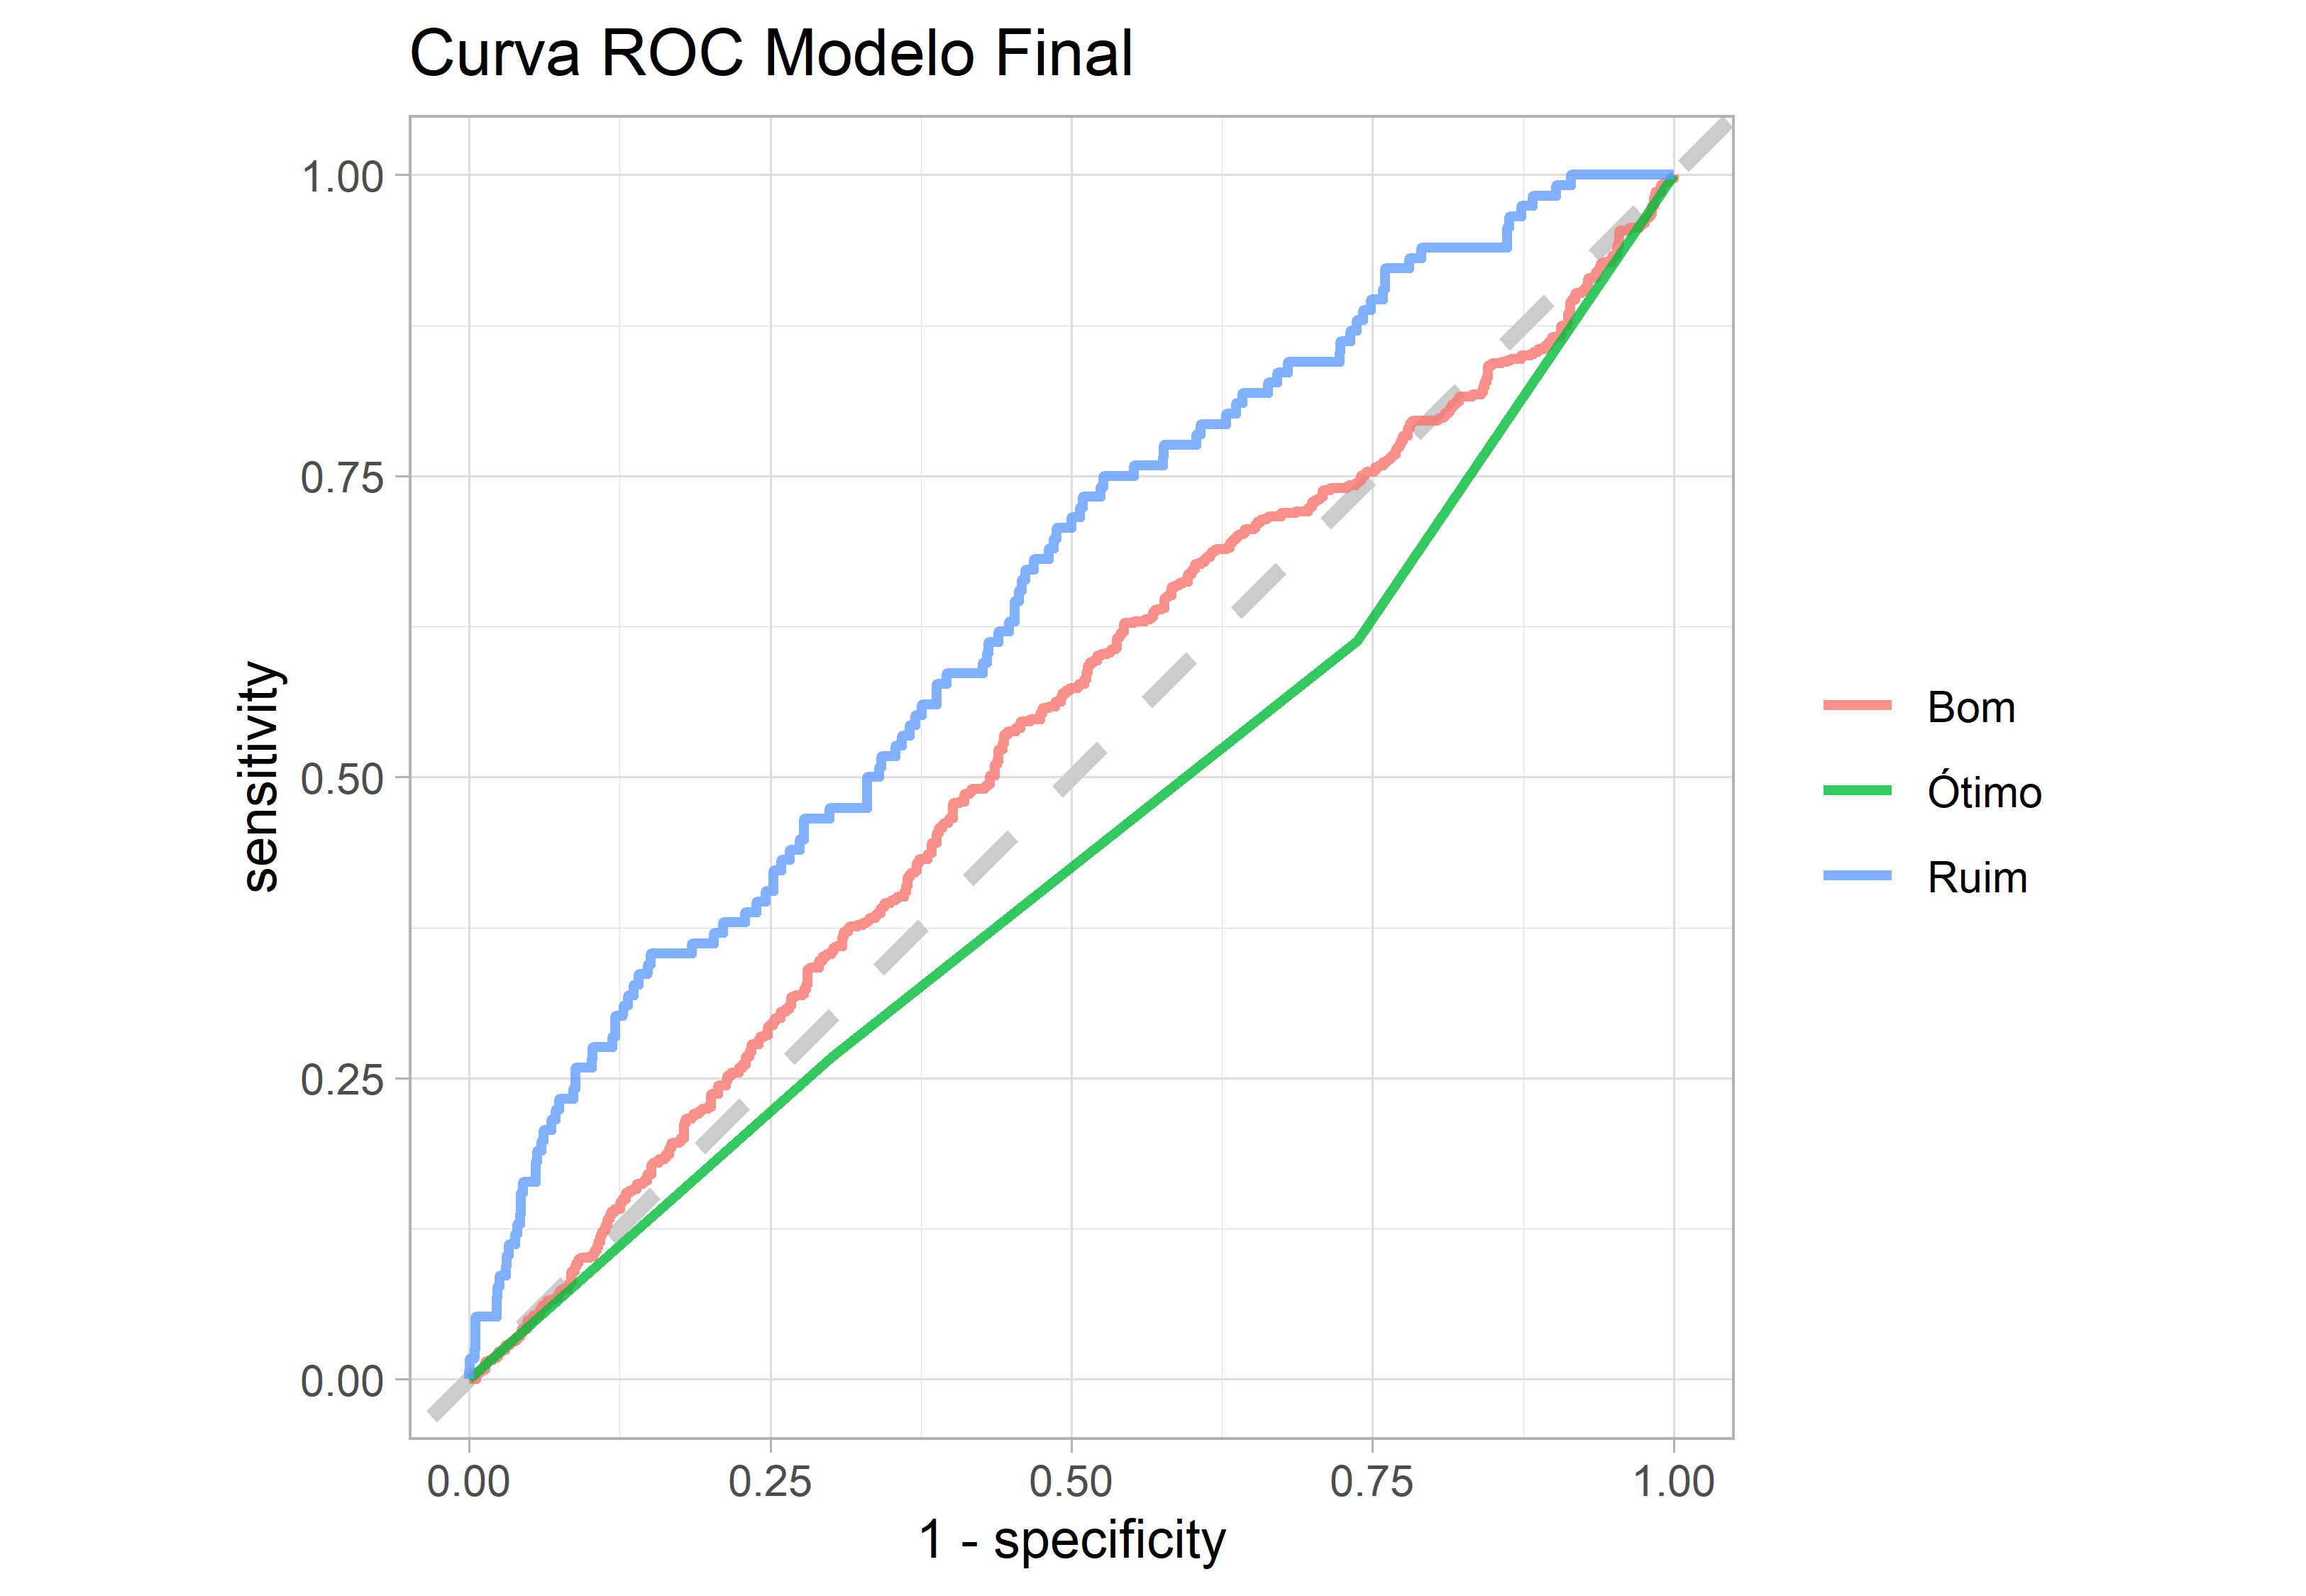 Curva ROC Modelo Final
1.00
0.75
0.50
0.25
0.00
sensitivity
0.00 0.25 0.50 0.75 1.00
1 - specificity
Bom
Ótimo
Ruim